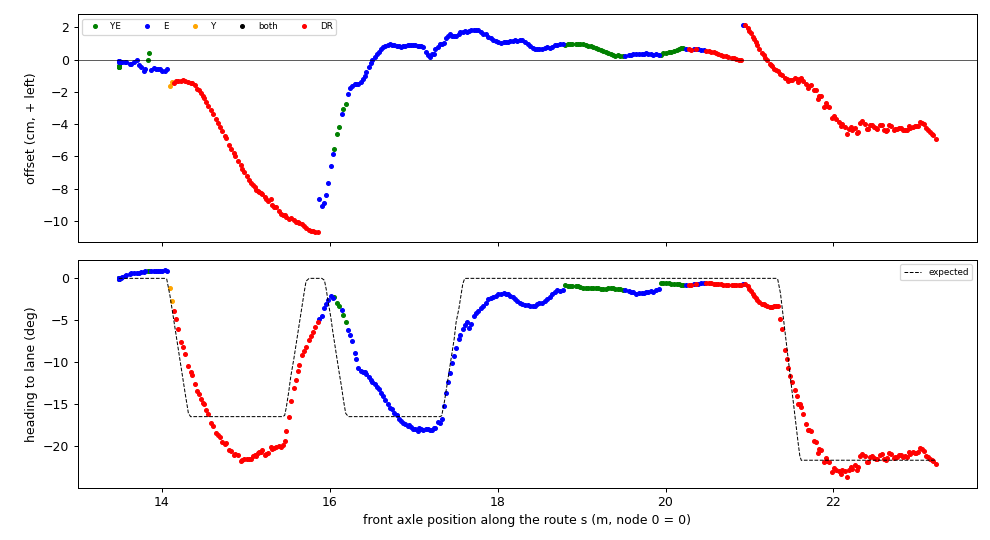 YE E Y both DR
offset (cm, + left)
2
0
−2
−4
−6
−8
−10
expected
heading to lane (deg)
0
−5
−10
−15
−20
14 16 18 20 22
front axle position along the route s (m, node 0 = 0)